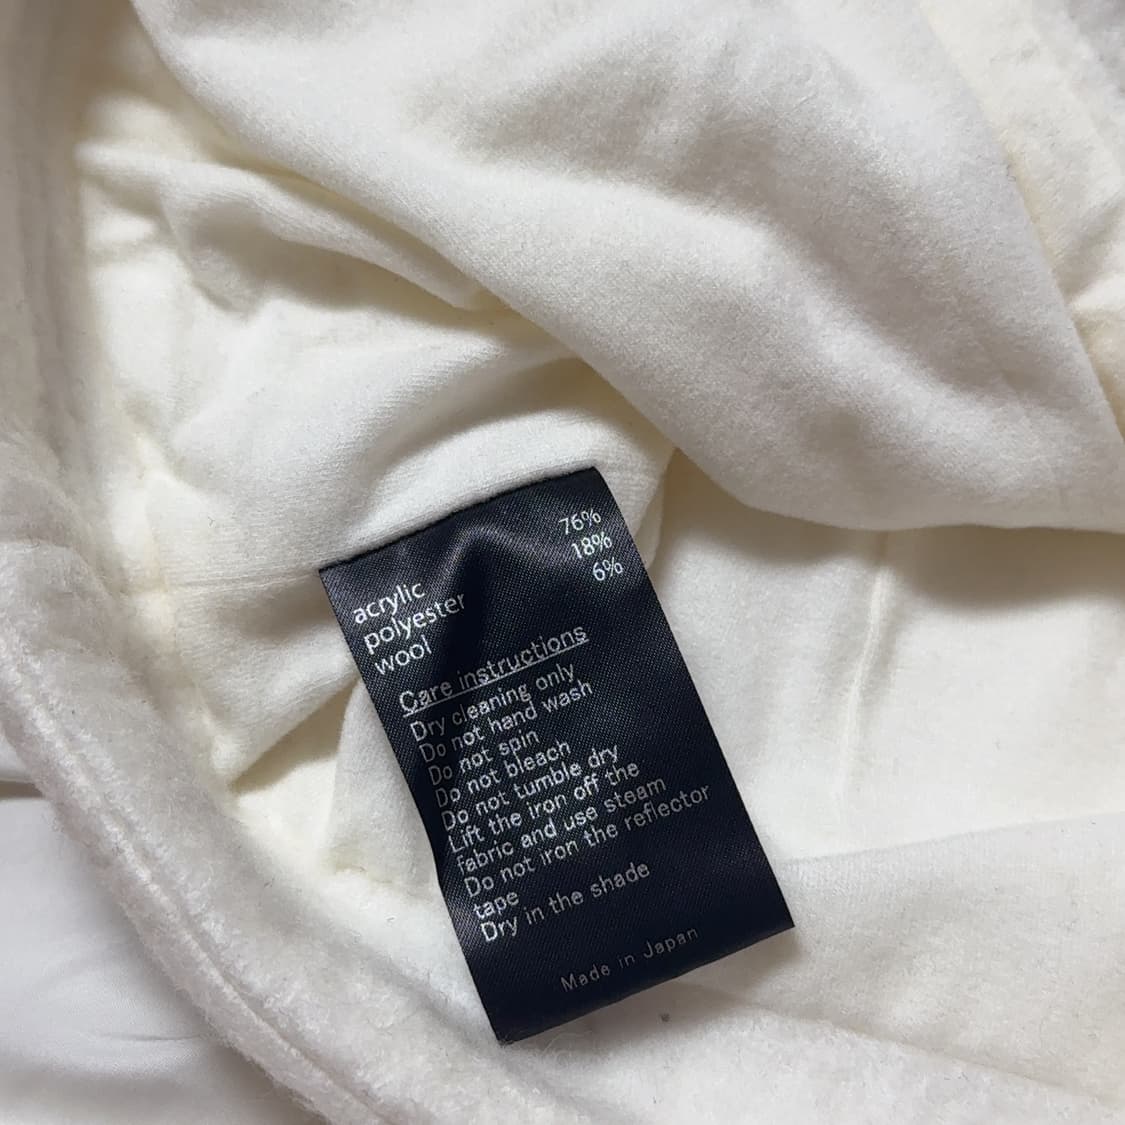 acrylic 76%
polyester 18%
wool 6%
Care instructions
Dry cleaning only
Do not hand wash
Do not spin
Do not bleach
Do not tumble dry
Lift the iron off the
fabric and use steam
Do not iron the reflector
tape
Dry in the shade
Made in Japan